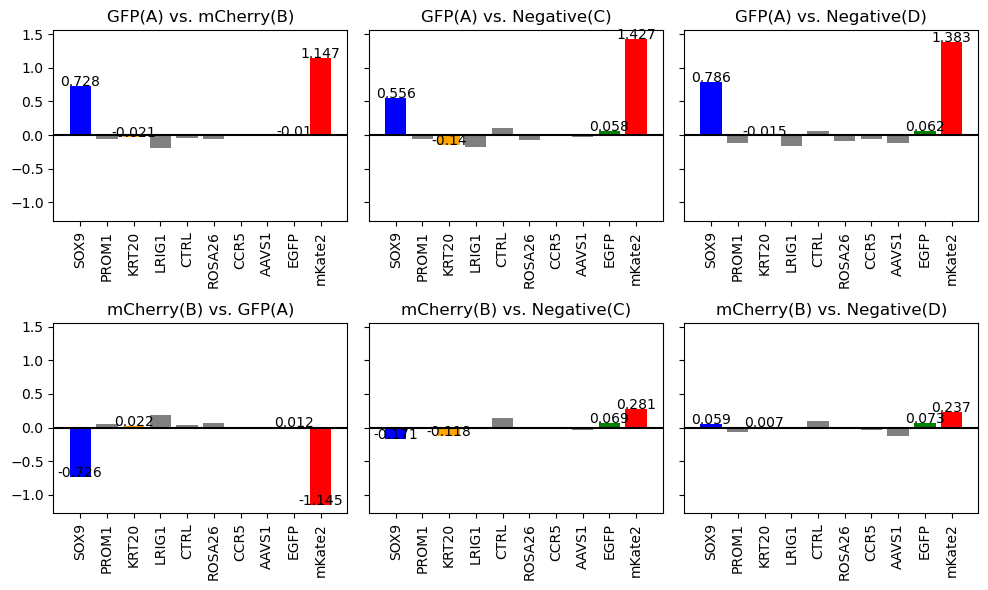 GFP(A) vs. mCherry(B)
GFP(A) vs. Negative(C)
GFP(A) vs. Negative(D)
1.5
1.0
0.5
0.0
−0.5
−1.0
0.728
-0.021
-0.01
1.147
0.556
-0.14
0.058
1.427
0.786
-0.015
0.062
1.383
SOX9
PROM1
KRT20
LRIG1
CTRL
ROSA26
CCR5
AAVS1
EGFP
mKate2
SOX9
PROM1
KRT20
LRIG1
CTRL
ROSA26
CCR5
AAVS1
EGFP
mKate2
SOX9
PROM1
KRT20
LRIG1
CTRL
ROSA26
CCR5
AAVS1
EGFP
mKate2
mCherry(B) vs. GFP(A)
mCherry(B) vs. Negative(C)
mCherry(B) vs. Negative(D)
1.5
1.0
0.5
0.0
−0.5
−1.0
-0.726
0.022
0.012
-1.145
-0.171
-0.118
0.069
0.281
0.059
0.007
0.073
0.237
SOX9
PROM1
KRT20
LRIG1
CTRL
ROSA26
CCR5
AAVS1
EGFP
mKate2
SOX9
PROM1
KRT20
LRIG1
CTRL
ROSA26
CCR5
AAVS1
EGFP
mKate2
SOX9
PROM1
KRT20
LRIG1
CTRL
ROSA26
CCR5
AAVS1
EGFP
mKate2